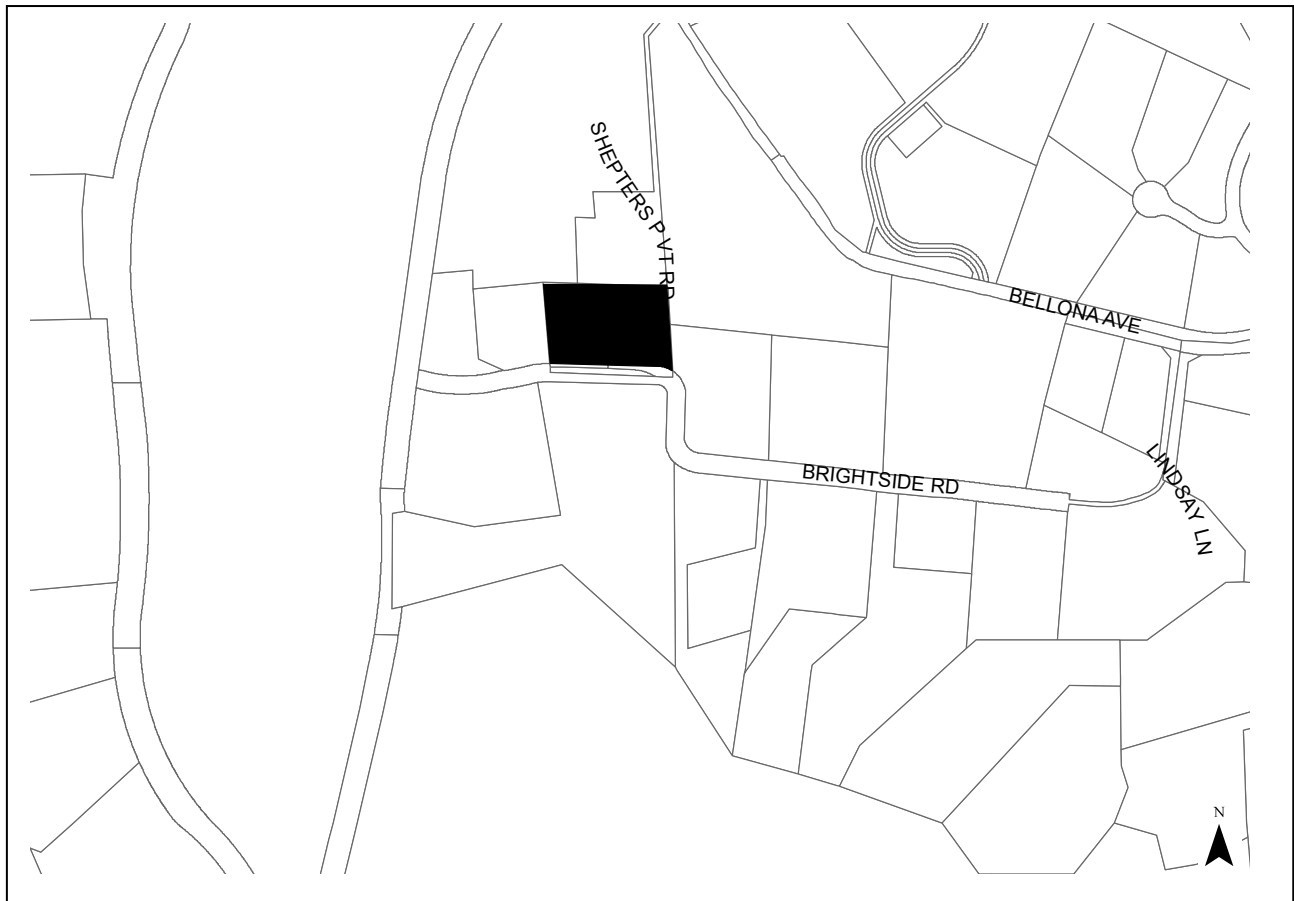 SHEPTERS PVT RD
BELLONA AVE
BRIGHTSIDE RD
LINDSAY LN
N